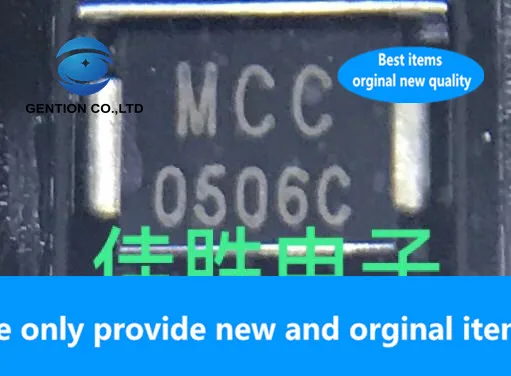 GENTION CO.,LTD
Best items
orginal new quality
MCC
0506C
佳胜电子
e only provide new and orginal item